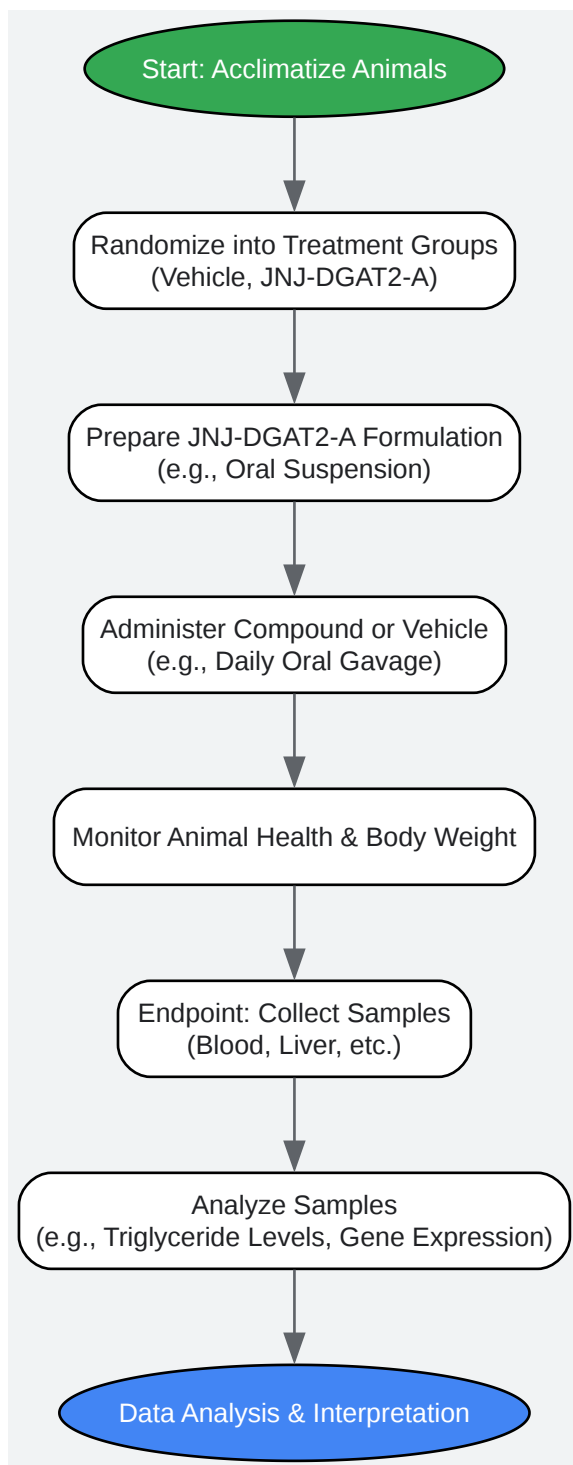 Start: Acclimatize Animals
Randomize into Treatment Groups
(Vehicle, JNJ-DGAT2-A)
Prepare JNJ-DGAT2-A Formulation
(e.g., Oral Suspension)
Administer Compound or Vehicle
(e.g., Daily Oral Gavage)
Monitor Animal Health & Body Weight
Endpoint: Collect Samples
(Blood, Liver, etc.)
Analyze Samples
(e.g., Triglyceride Levels, Gene Expression)
Data Analysis & Interpretation